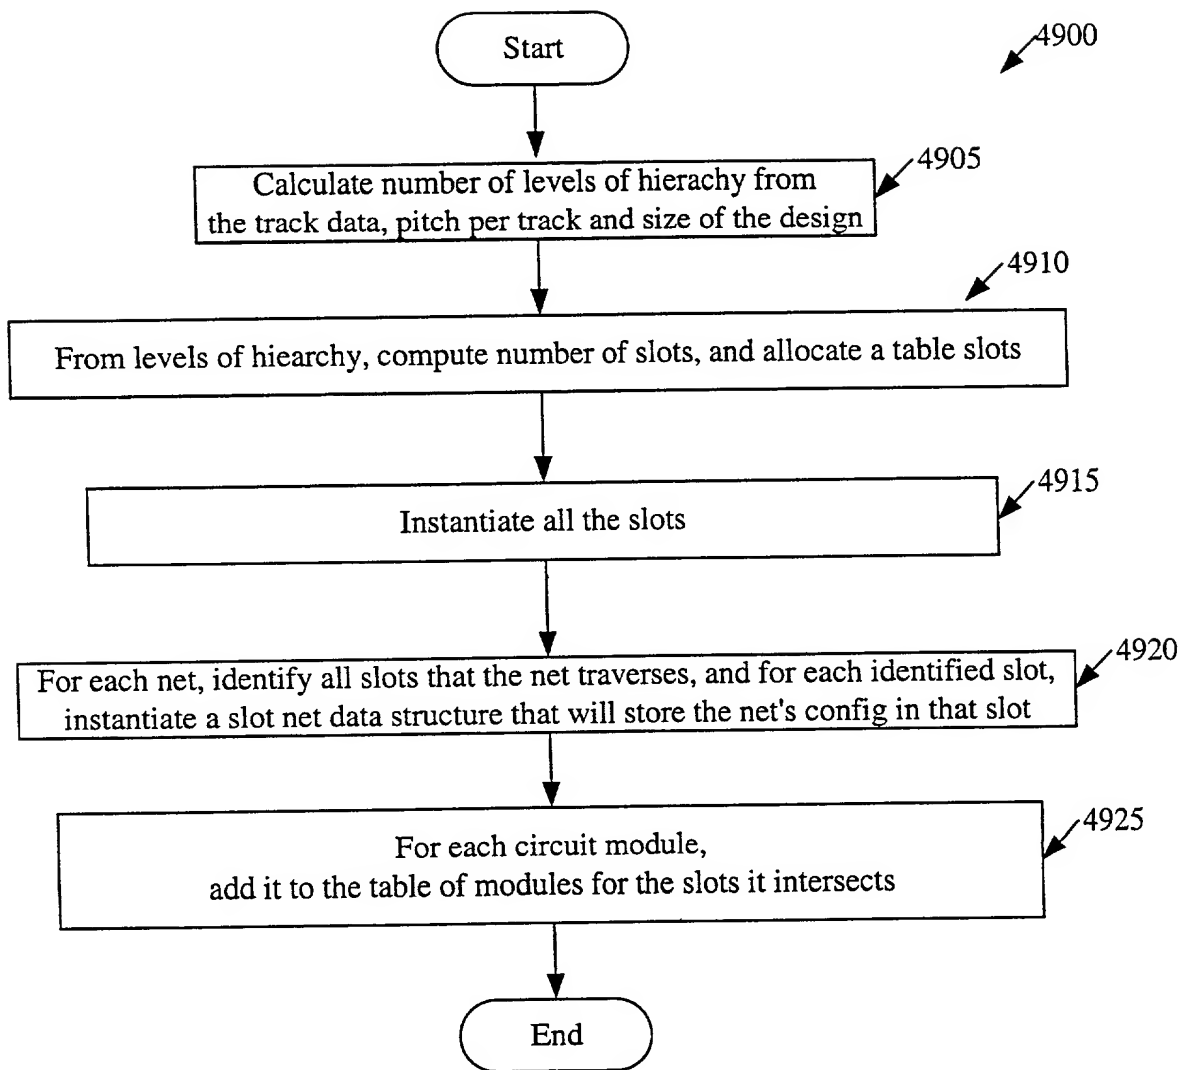 Start
4900
4905
Calculate number of levels of hierachy from
the track data, pitch per track and size of the design
4910
From levels of hiearchy, compute number of slots, and allocate a table slots
4915
Instantiate all the slots
4920
For each net, identify all slots that the net traverses, and for each identified slot,
instantiate a slot net data structure that will store the net's config in that slot
4925
For each circuit module,
add it to the table of modules for the slots it intersects
End